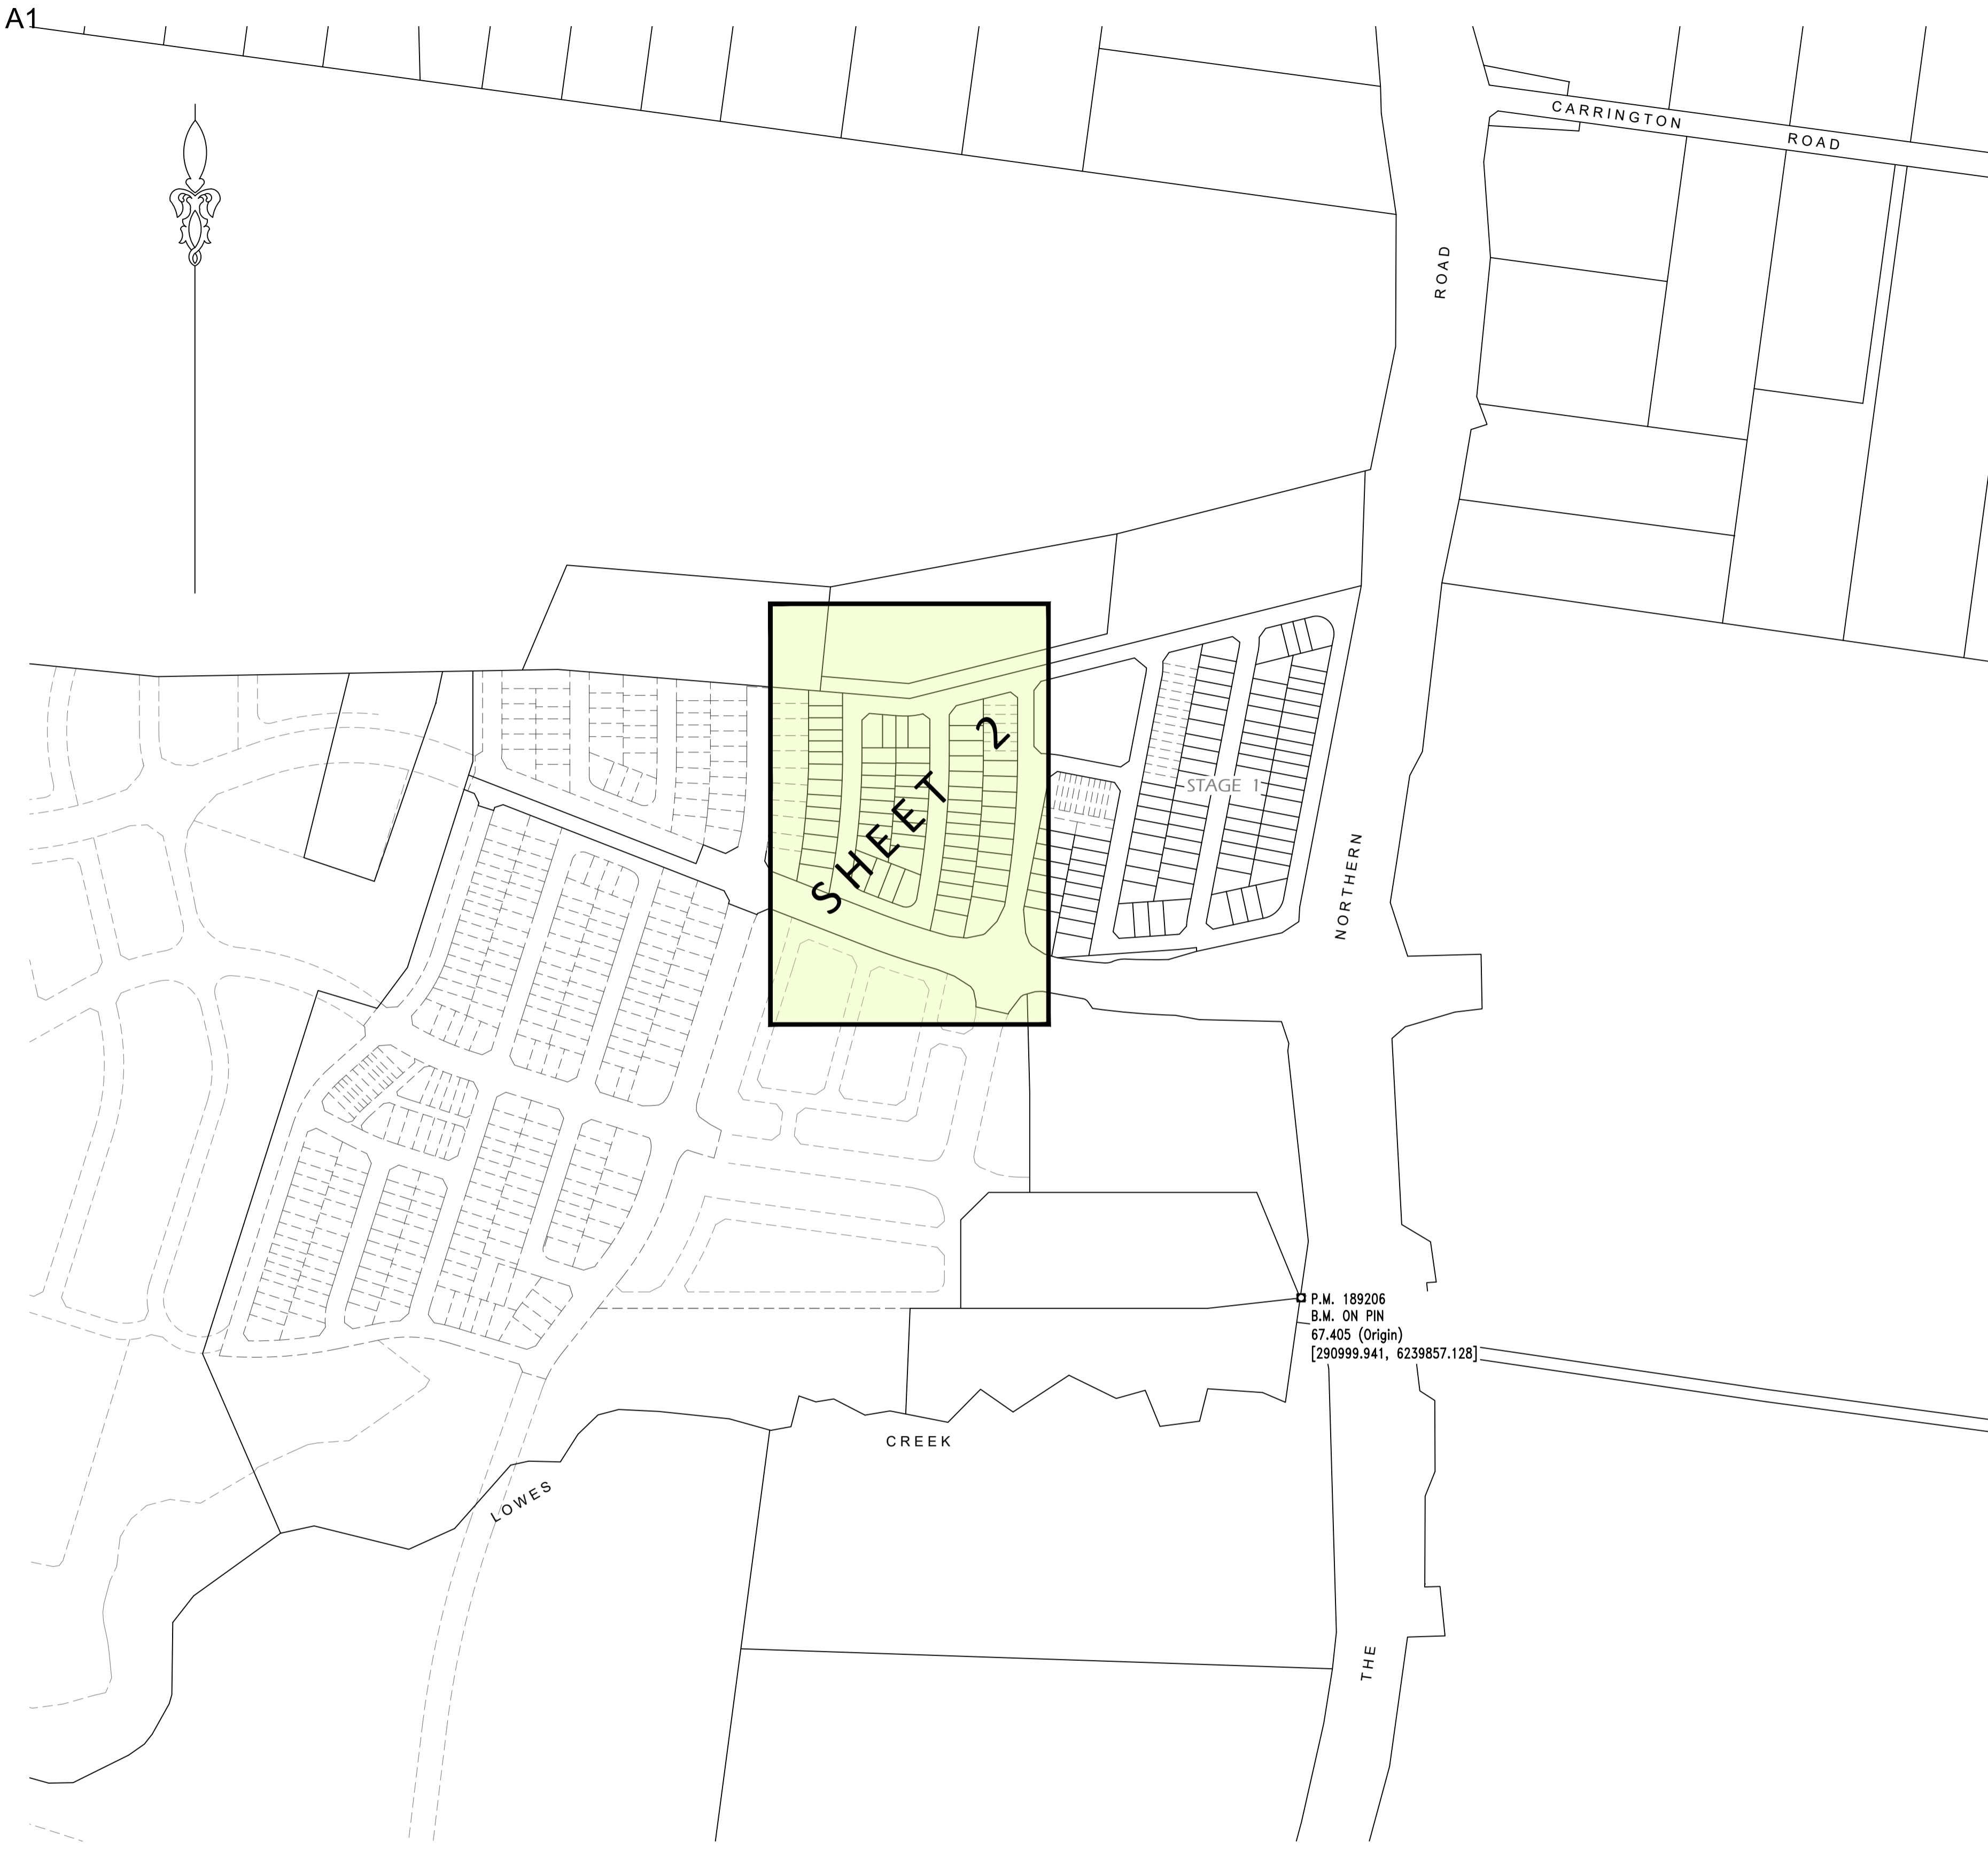 A1
CARRINGTON ROAD
ROAD
SHEET 2
STAGE 1
NORTHERN
P.M. 189206
B.M. ON PIN
67.405 (Origin)
[290999.941, 6239857.128]
CREEK
LOWES
THE